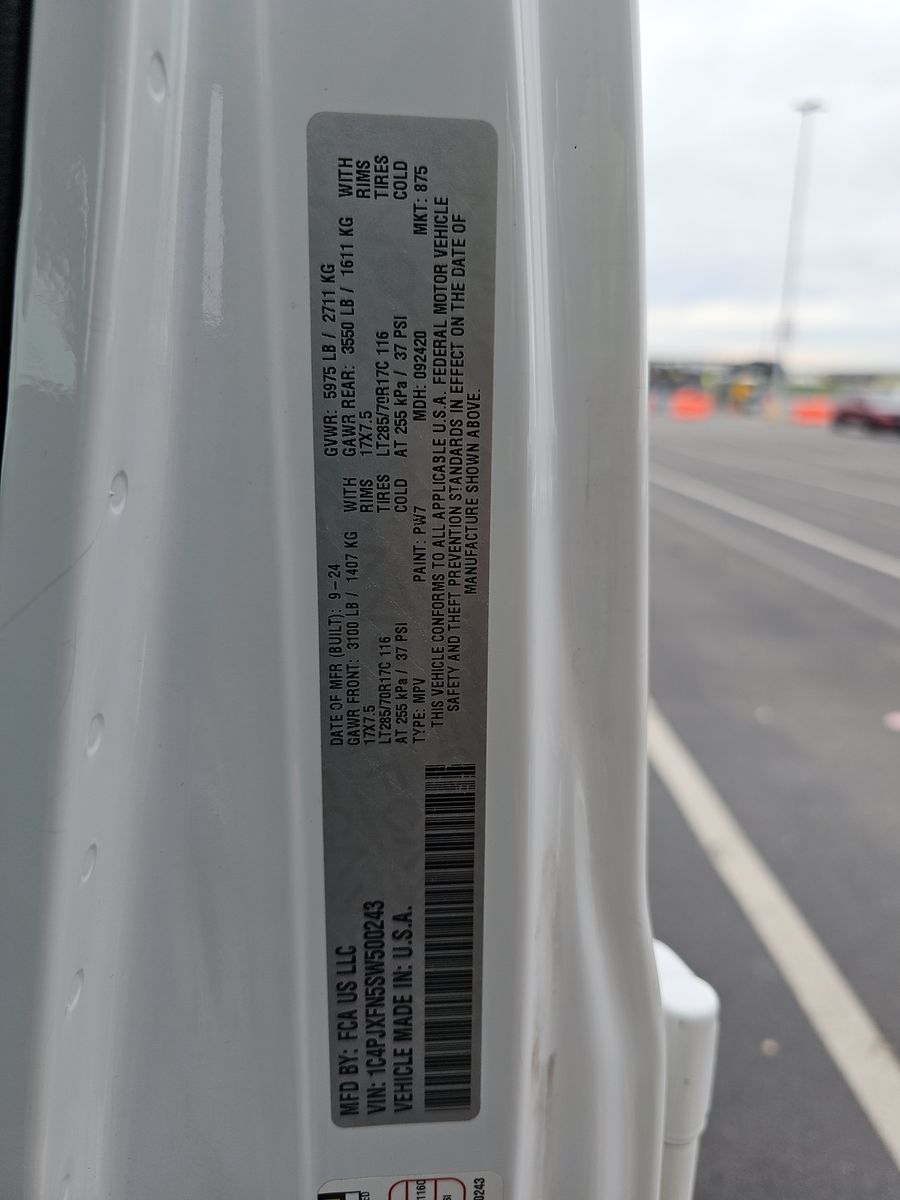 MFD BY: FCA US LLC
VIN: 1C4PJXFN5SW500243
VEHICLE MADE IN: U.S.A.
DATE OF MFR (BUILT): 9-24 GVWR: 5975 LB / 2711 KG
GAWR FRONT: 3100 LB / 1407 KG WITH GAWR REAR: 3550 LB / 1611 KG WITH
17X7.5 RIMS 17X7.5 RIMS
LT285/70R17C 116 TIRES LT285/70R17C 116 TIRES
AT 255 kPa / 37 PSI COLD AT 255 kPa / 37 PSI COLD
TYPE: MPV PAINT: PW7 MDH: 092420 MKT: 875
THIS VEHICLE CONFORMS TO ALL APPLICABLE U.S.A. FEDERAL MOTOR VEHICLE
SAFETY AND THEFT PREVENTION STANDARDS IN EFFECT ON THE DATE OF
MANUFACTURE SHOWN ABOVE.